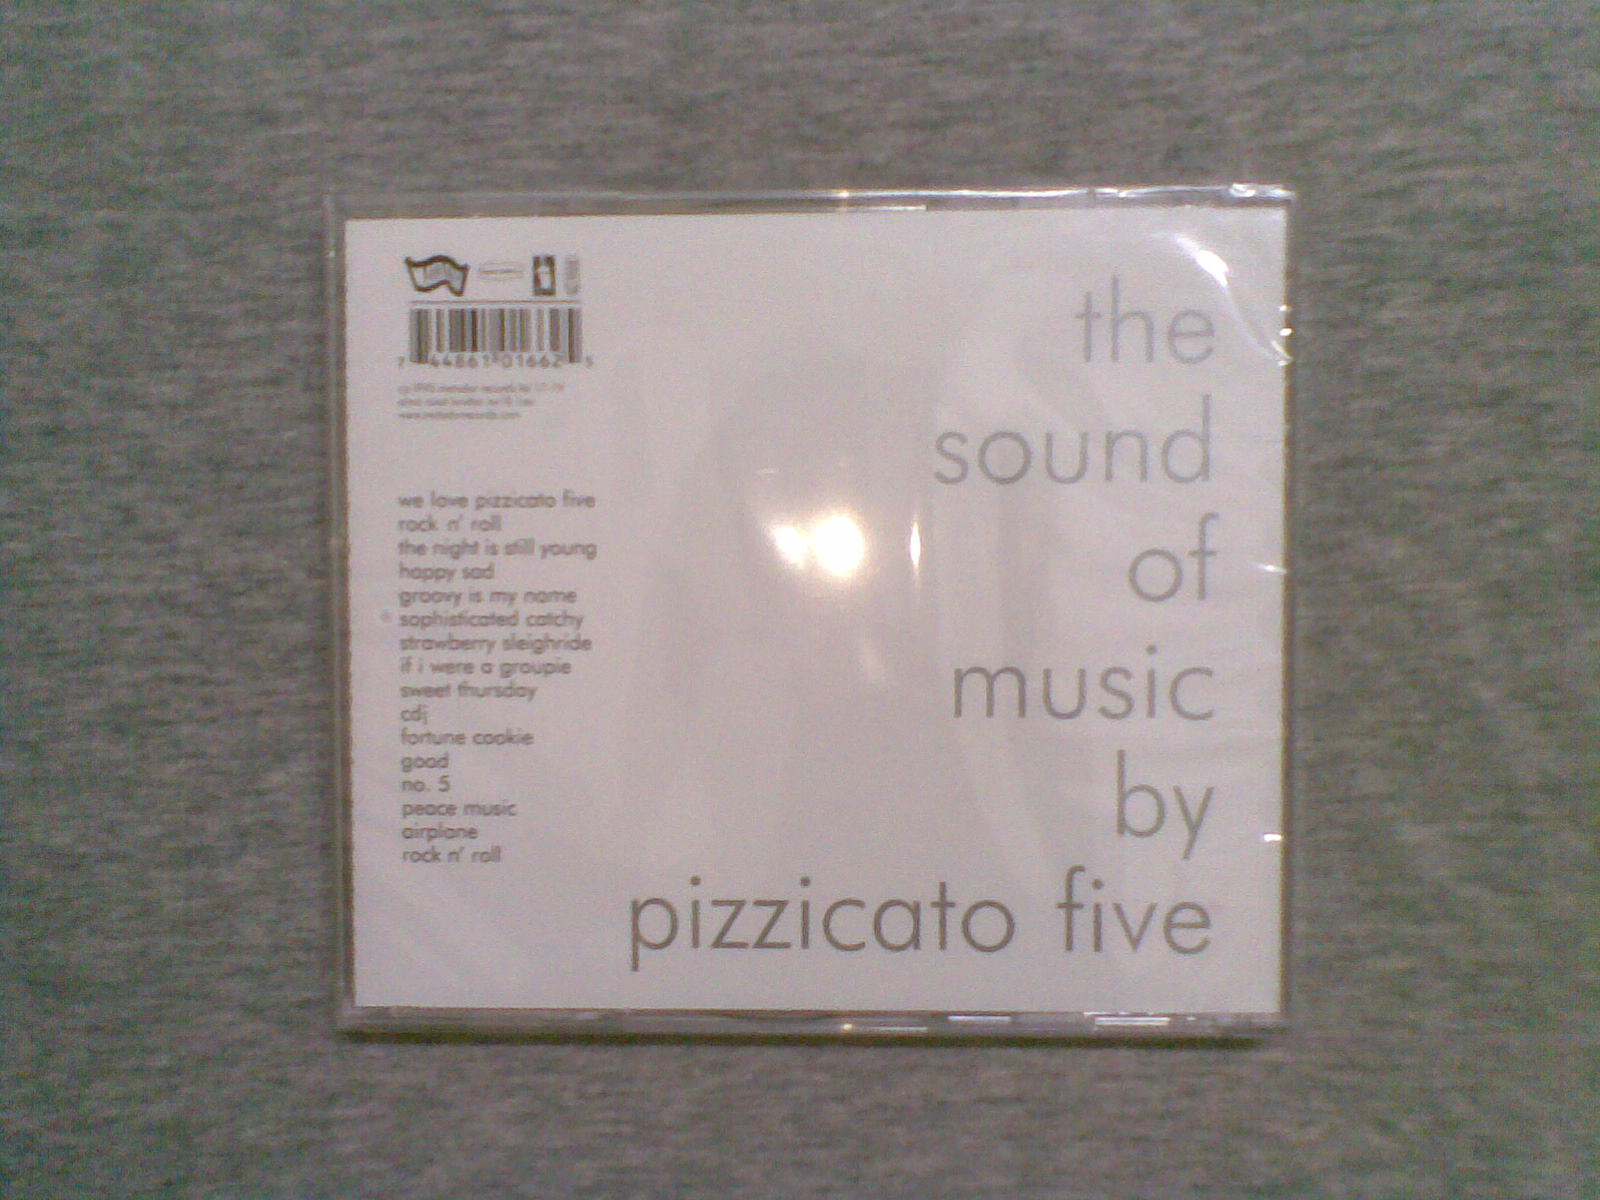 7 44861 01662 5
we love pizzicato five
rock n' roll
the night is still young
happy sad
groovy is my name
sophisticated catchy
strawberry sleighride
if i were a groupie
sweet thursday
cdj
fortune cookie
good
no. 5
peace music
airplane
rock n' roll
the
sound
of
music
by
pizzicato five